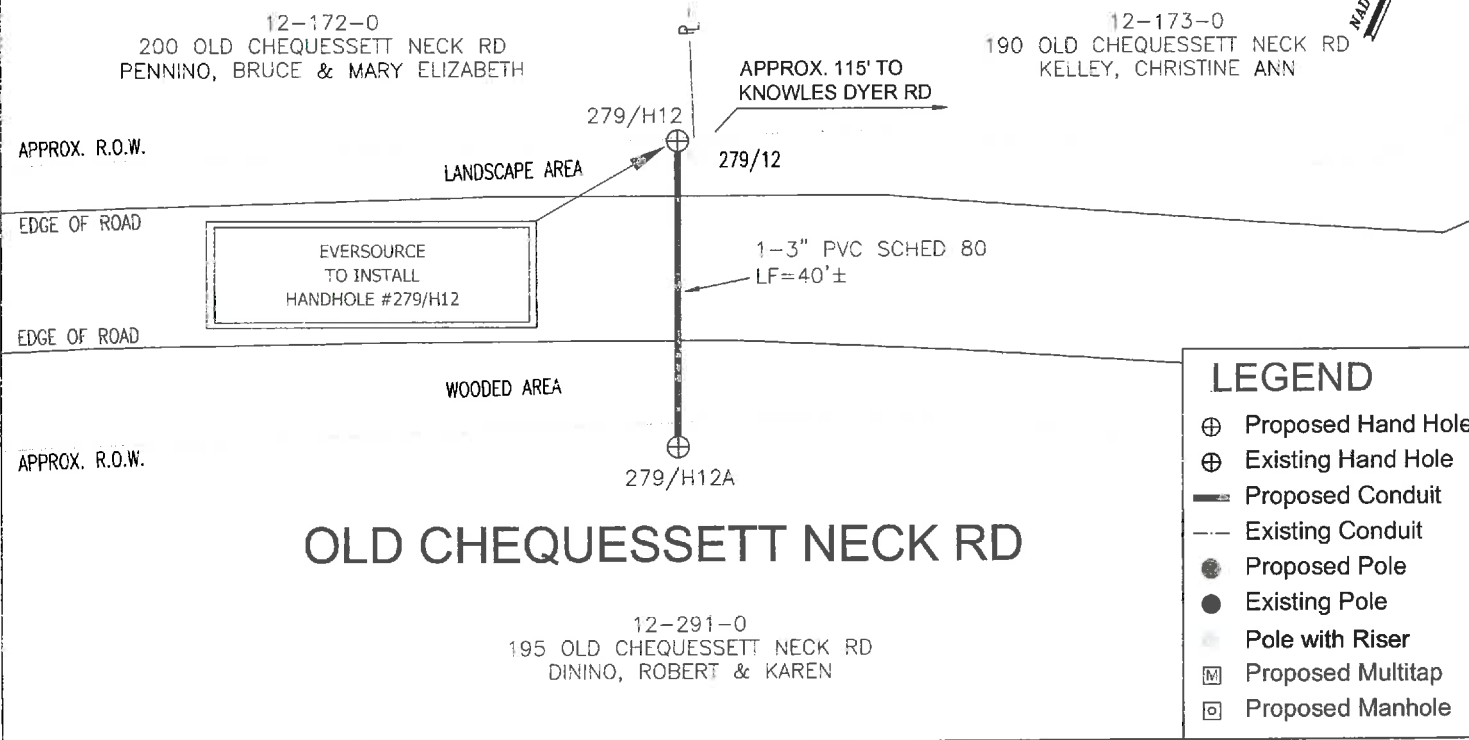 12-172-0
200 OLD CHEQUESSETT NECK RD
PENNINO, BRUCE & MARY ELIZABETH
12-173-0
190 OLD CHEQUESSETT NECK RD
KELLEY, CHRISTINE ANN
NAD
APPROX. 115' TO
KNOWLES DYER RD
279/H12
279/12
APPROX. R.O.W.
LANDSCAPE AREA
EDGE OF ROAD
EVERSOURCE
TO INSTALL
HANDHOLE #279/H12
1-3" PVC SCHED 80
LF=40'±
EDGE OF ROAD
WOODED AREA
APPROX. R.O.W.
279/H12A
OLD CHEQUESSETT NECK RD
12-291-0
195 OLD CHEQUESSETT NECK RD
DININO, ROBERT & KAREN
LEGEND
Proposed Hand Hole
Existing Hand Hole
Proposed Conduit
Existing Conduit
Proposed Pole
Existing Pole
Pole with Riser
M Proposed Multitap
Proposed Manhole